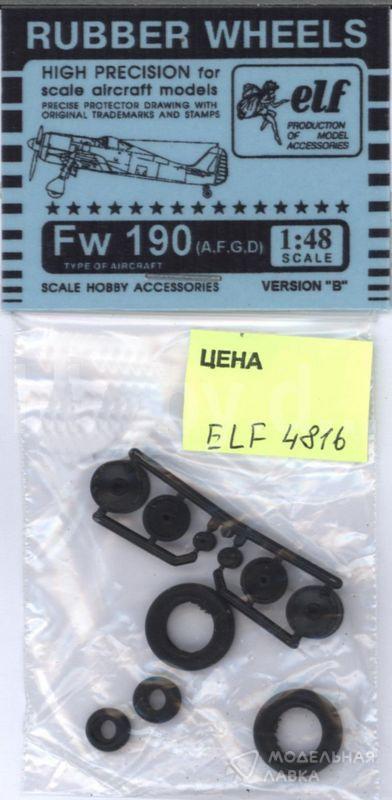 RUBBER WHEELS
HIGH PRECISION for
scale aircraft models
PRECISE PROTECTOR DRAWING WITH
ORIGINAL TRADEMARKS AND STAMPS
elf
PRODUCTION
OF MODEL
ACCESSORIES
Fw 190 (A,F,G,D)
TYPE OF AIRCRAFT
1:48
SCALE
SCALE HOBBY ACCESSORIES
VERSION "B"
ЦЕНА
ELF 4816
МОДЕЛЬНАЯ
ЛАВКА